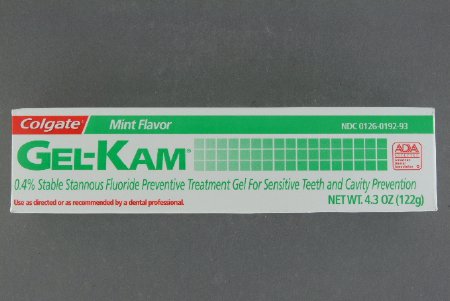 Colgate® Mint Flavor NDC 0126-0192-93
GEL-KAM®
ADA
0.4% Stable Stannous Fluoride Preventive Treatment Gel For Sensitive Teeth and Cavity Prevention
Use as directed or as recommended by a dental professional. NET WT. 4.3 OZ (122g)